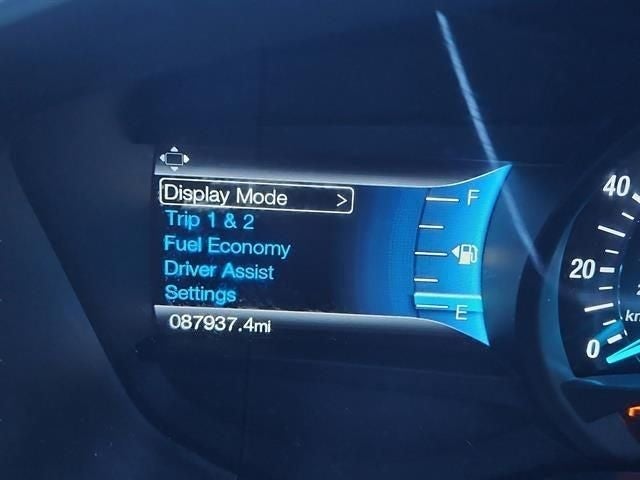 Display Mode >
Trip 1 & 2
Fuel Economy
Driver Assist
Settings
087937.4mi
F
E
40
20
0